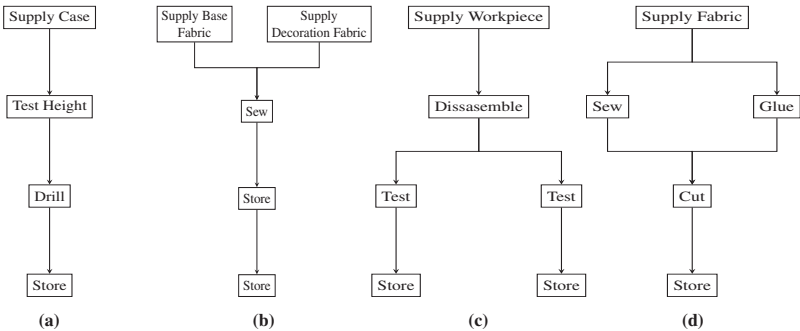 Supply Case
Test Height
Drill
Store
(a)
Supply Base
Fabric
Supply
Decoration Fabric
Sew
Store
Store
(b)
Supply Workpiece
Dissasemble
Test
Test
Store
Store
(c)
Supply Fabric
Sew
Glue
Cut
Store
(d)